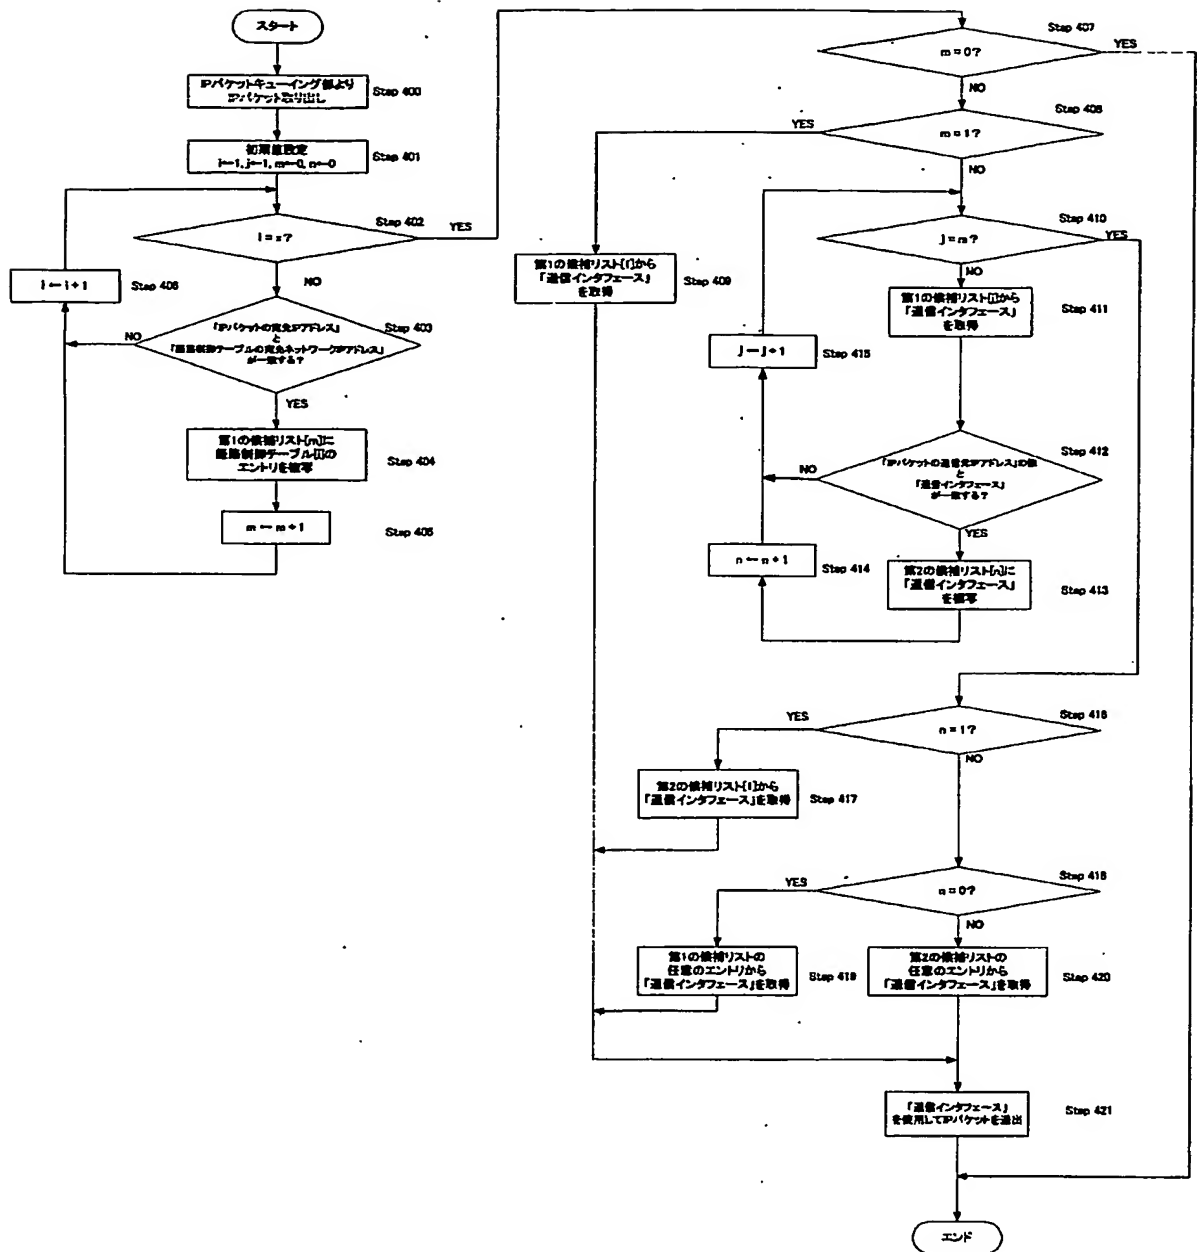 スタート
IPパケットキューイング部より
IPパケット取り出し
Step 400
初期値設定
i←1, j←1, m←0, n←0
Step 401
Step 402
i = x?
YES
NO
i ← i + 1
Step 406
「IPパケットの宛先IPアドレス」
と
「経路制御テーブルの宛先ネットワークIPアドレス」
が一致する?
Step 403
NO
YES
第1の候補リスト[m]に
経路制御テーブル[i]の
エントリを複写
Step 404
m ← m + 1
Step 405
Step 407
m = 0?
YES
NO
Step 408
m = 1?
YES
NO
第1の候補リスト[1]から
「送信インタフェース」
を取得
Step 409
Step 410
j = m?
YES
NO
第1の候補リスト[j]から
「送信インタフェース」
を取得
Step 411
j ← j + 1
Step 415
「IPパケットの送信元IPアドレス」の値
と
「送信インタフェース」
が一致する?
Step 412
NO
YES
n ← n + 1
Step 414
第2の候補リスト[n]に
「送信インタフェース」
を複写
Step 413
Step 416
n = 1?
YES
NO
第2の候補リスト[1]から
「送信インタフェース」を取得
Step 417
Step 418
n = 0?
YES
NO
第1の候補リストの
任意のエントリから
「送信インタフェース」を取得
Step 419
第2の候補リストの
任意のエントリから
「送信インタフェース」を取得
Step 420
「送信インタフェース」
を使用してIPパケットを送出
Step 421
エンド